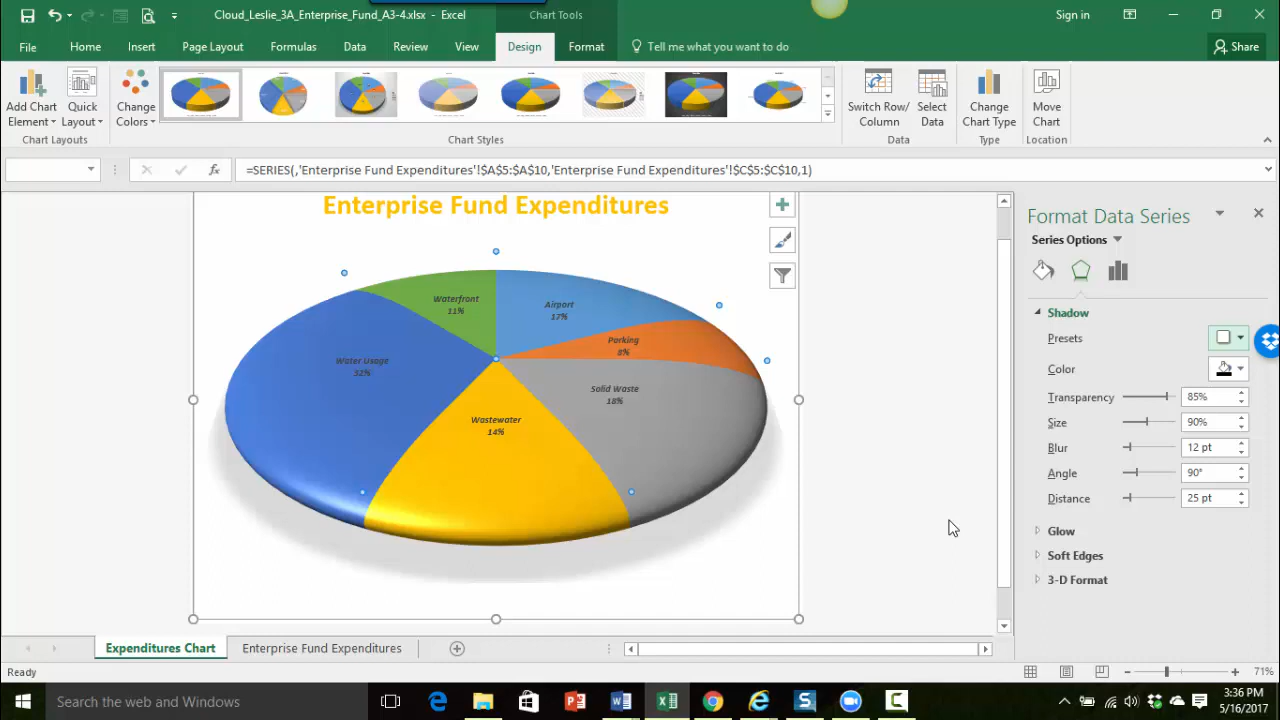 Cloud_Leslie_3A_Enterprise_Fund_A3-4.xlsx - Excel
Chart Tools
Sign in
File
Home
Insert
Page Layout
Formulas
Data
Review
View
Design
Format
Tell me what you want to do
Share
Add Chart
Element
Quick
Layout
Change
Colors
Switch Row/
Column
Select
Data
Change
Chart Type
Move
Chart
Chart Layouts
Chart Styles
Data
Type
Location
fx
=SERIES(,'Enterprise Fund Expenditures'!$A$5:$A$10,'Enterprise Fund Expenditures'!$C$5:$C$10,1)
Enterprise Fund Expenditures
Waterfront
11%
Airport
17%
Parking
8%
Water Usage
32%
Solid Waste
18%
Wastewater
14%
Format Data Series
Series Options
Shadow
Presets
Color
Transparency 85%
Size 90%
Blur 12 pt
Angle 90°
Distance 25 pt
Glow
Soft Edges
3-D Format
Expenditures Chart
Enterprise Fund Expenditures
Ready
71%
Search the web and Windows
3:36 PM
5/16/2017